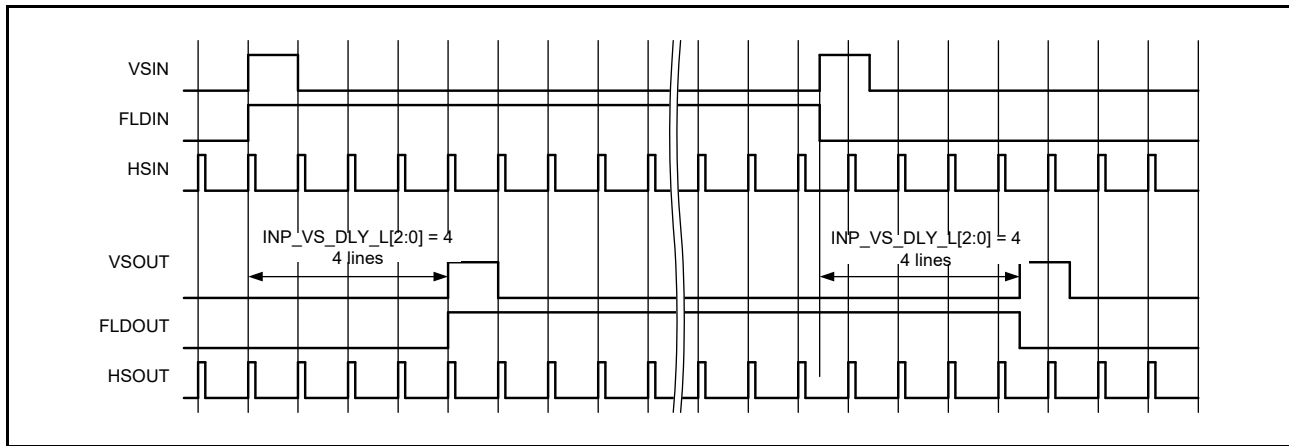 VSIN
FLDIN
HSIN
INP_VS_DLY_L[2:0] = 4
4 lines
INP_VS_DLY_L[2:0] = 4
4 lines
VSOUT
FLDOUT
HSOUT